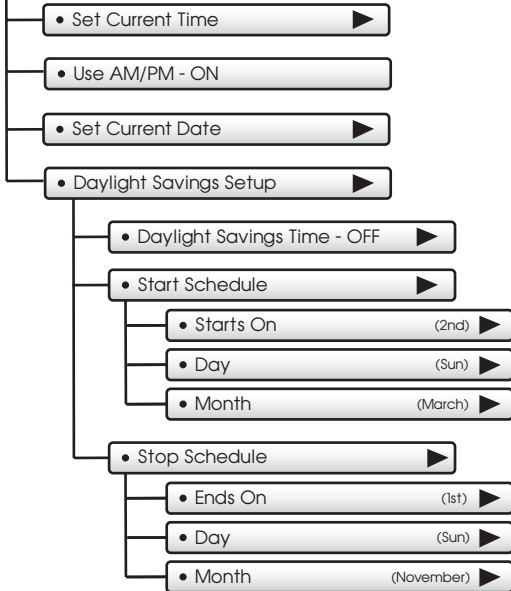 • Set Current Time
• Use AM/PM - ON
• Set Current Date
• Daylight Savings Setup
• Daylight Savings Time - OFF
• Start Schedule
• Starts On (2nd)
• Day (Sun)
• Month (March)
• Stop Schedule
• Ends On (1st)
• Day (Sun)
• Month (November)